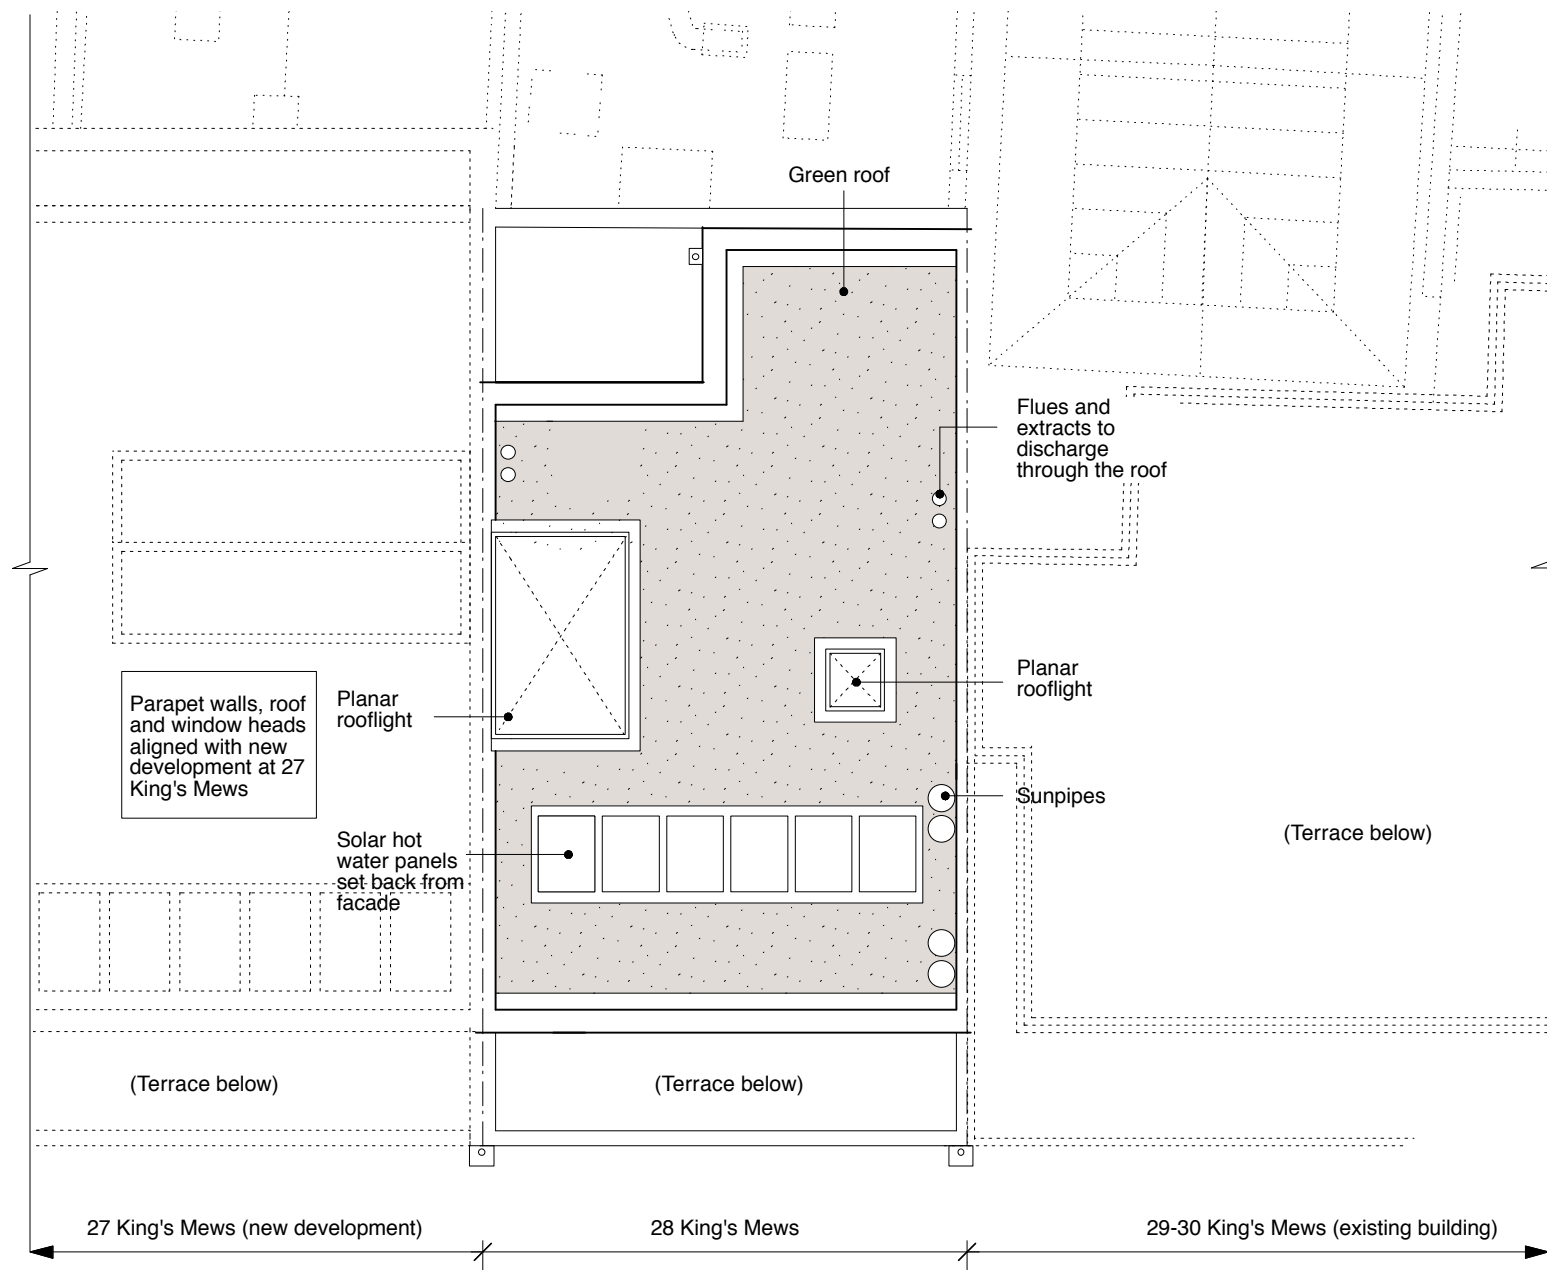 Green roof
Flues and
extracts to
discharge
through the roof
Planar
rooflight
Parapet walls, roof
and window heads
aligned with new
development at 27
King's Mews
Planar
rooflight
Sunpipes
Solar hot
water panels
set back from
facade
(Terrace below)
(Terrace below)
(Terrace below)
27 King's Mews (new development)
28 King's Mews
29-30 King's Mews (existing building)